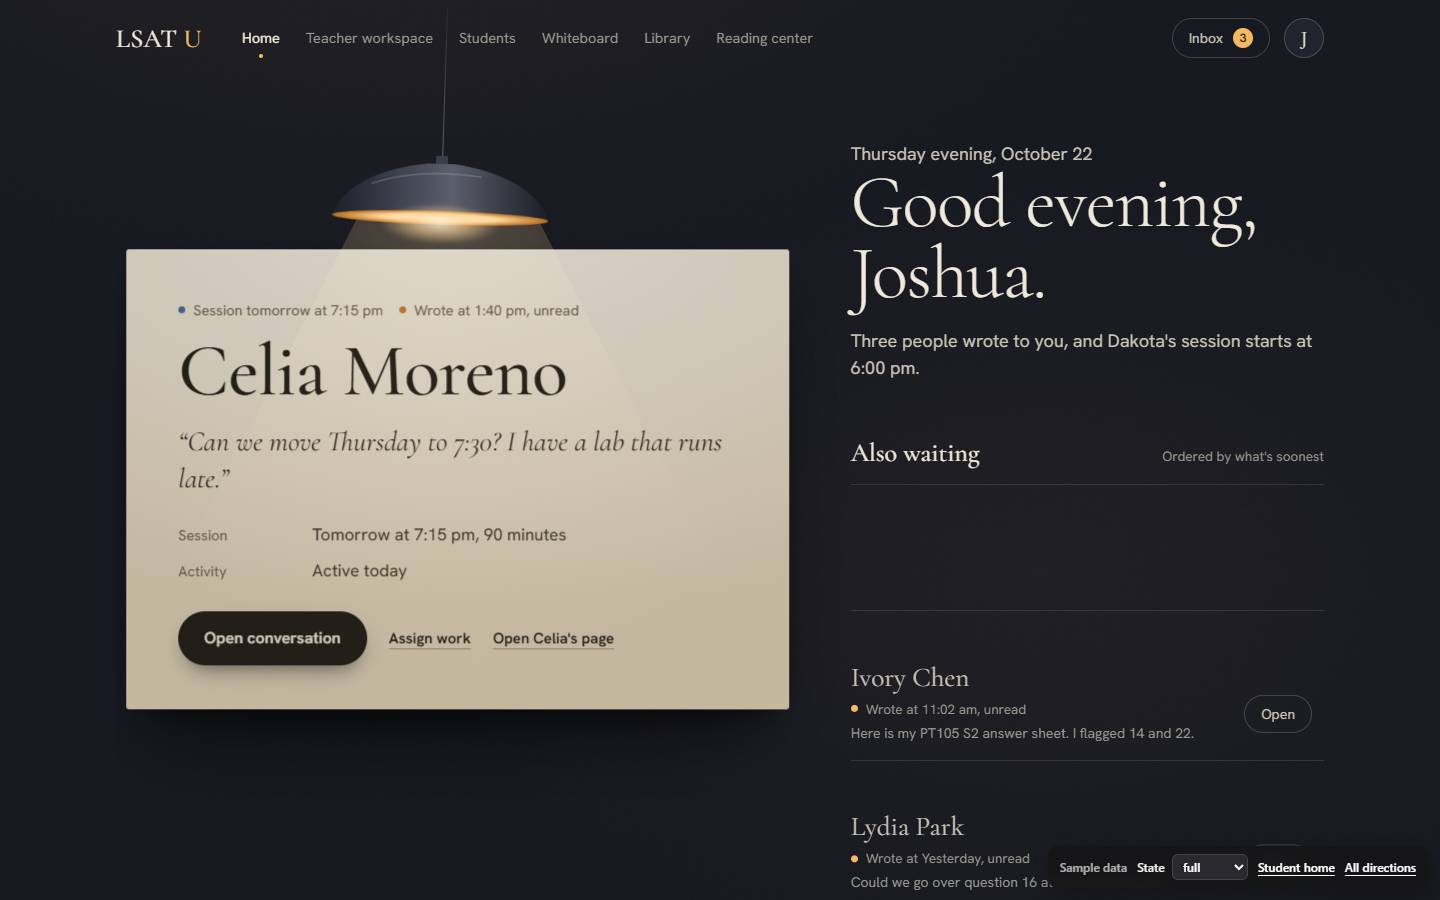 LSAT U
Home
Teacher workspace
Students
Whiteboard
Library
Reading center
Inbox 3
J
Session tomorrow at 7:15 pm
Wrote at 1:40 pm, unread
Celia Moreno
“Can we move Thursday to 7:30? I have a lab that runs
late.”
Session
Tomorrow at 7:15 pm, 90 minutes
Activity
Active today
Open conversation
Assign work
Open Celia's page
Thursday evening, October 22
Good evening,
Joshua.
Three people wrote to you, and Dakota's session starts at
6:00 pm.
Also waiting
Ordered by what's soonest
Ivory Chen
Wrote at 11:02 am, unread
Here is my PT105 S2 answer sheet. I flagged 14 and 22.
Open
Lydia Park
Wrote at Yesterday, unread
Could we go over question 16
Sample data
State
full
Student home
All directions